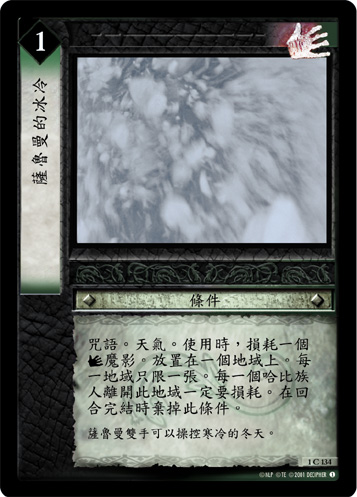 1
薩魯曼的冰冷
條件
咒語。天氣。使用時，損耗一個
魔影。放置在一個地域上。每
一地域只限一張。每一個哈比族
人離開此地域一定要損耗。在回
合完結時棄掉此條件。
薩魯曼雙手可以操控寒冷的冬天。
1 C 134
©NLP ©TE ©2001 DECIPHER